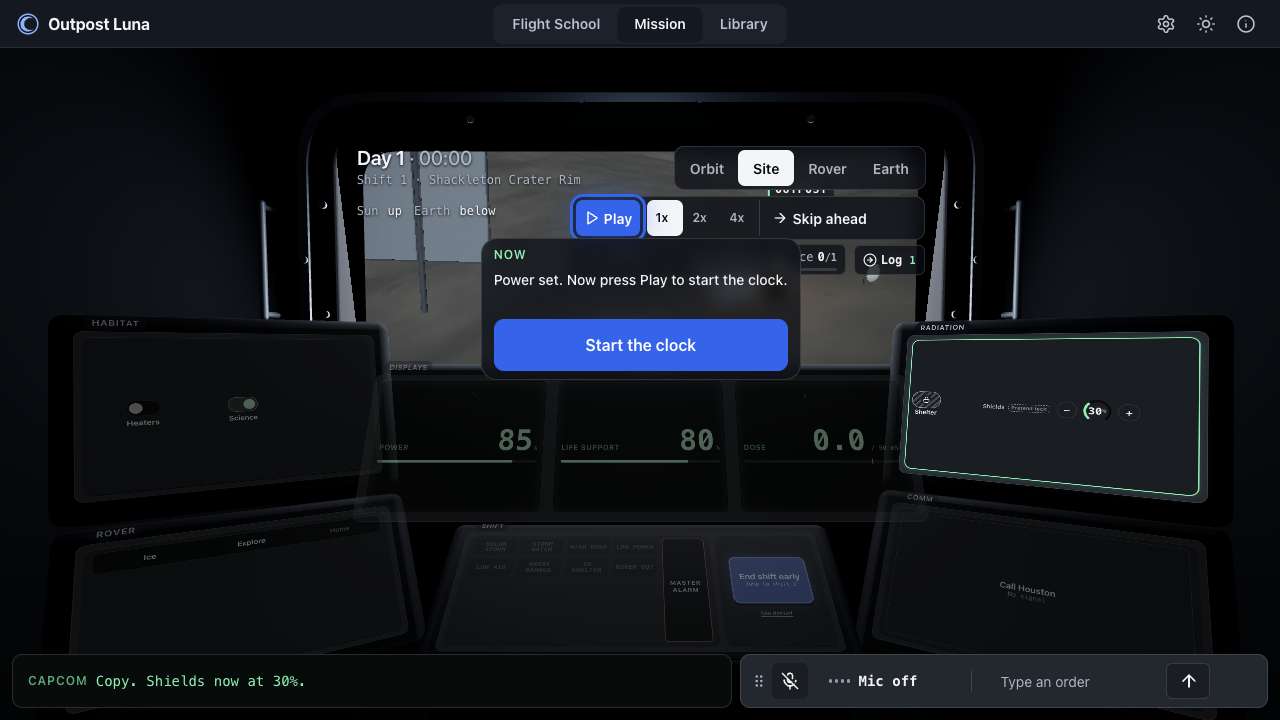 Outpost Luna
Flight School
Mission
Library
Day 1 · 00:00
Shift 1 · Shackleton Crater Rim
Sun up Earth below
Orbit
Site
Rover
Earth
Play
1x
2x
4x
Skip ahead
0/1
Log 1
NOW
Power set. Now press Play to start the clock.
Start the clock
HABITAT
Heaters
Science
DISPLAYS
POWER
85
LIFE SUPPORT
80
DOSE
0.0
RADIATION
Shelter
Shields
− 30 +
ROVER
Ice
Explore
Home
SHIFT
MASTER
ALARM
End shift early
COMM
Call Houston
No signal
CAPCOM Copy. Shields now at 30%.
Mic off
Type an order